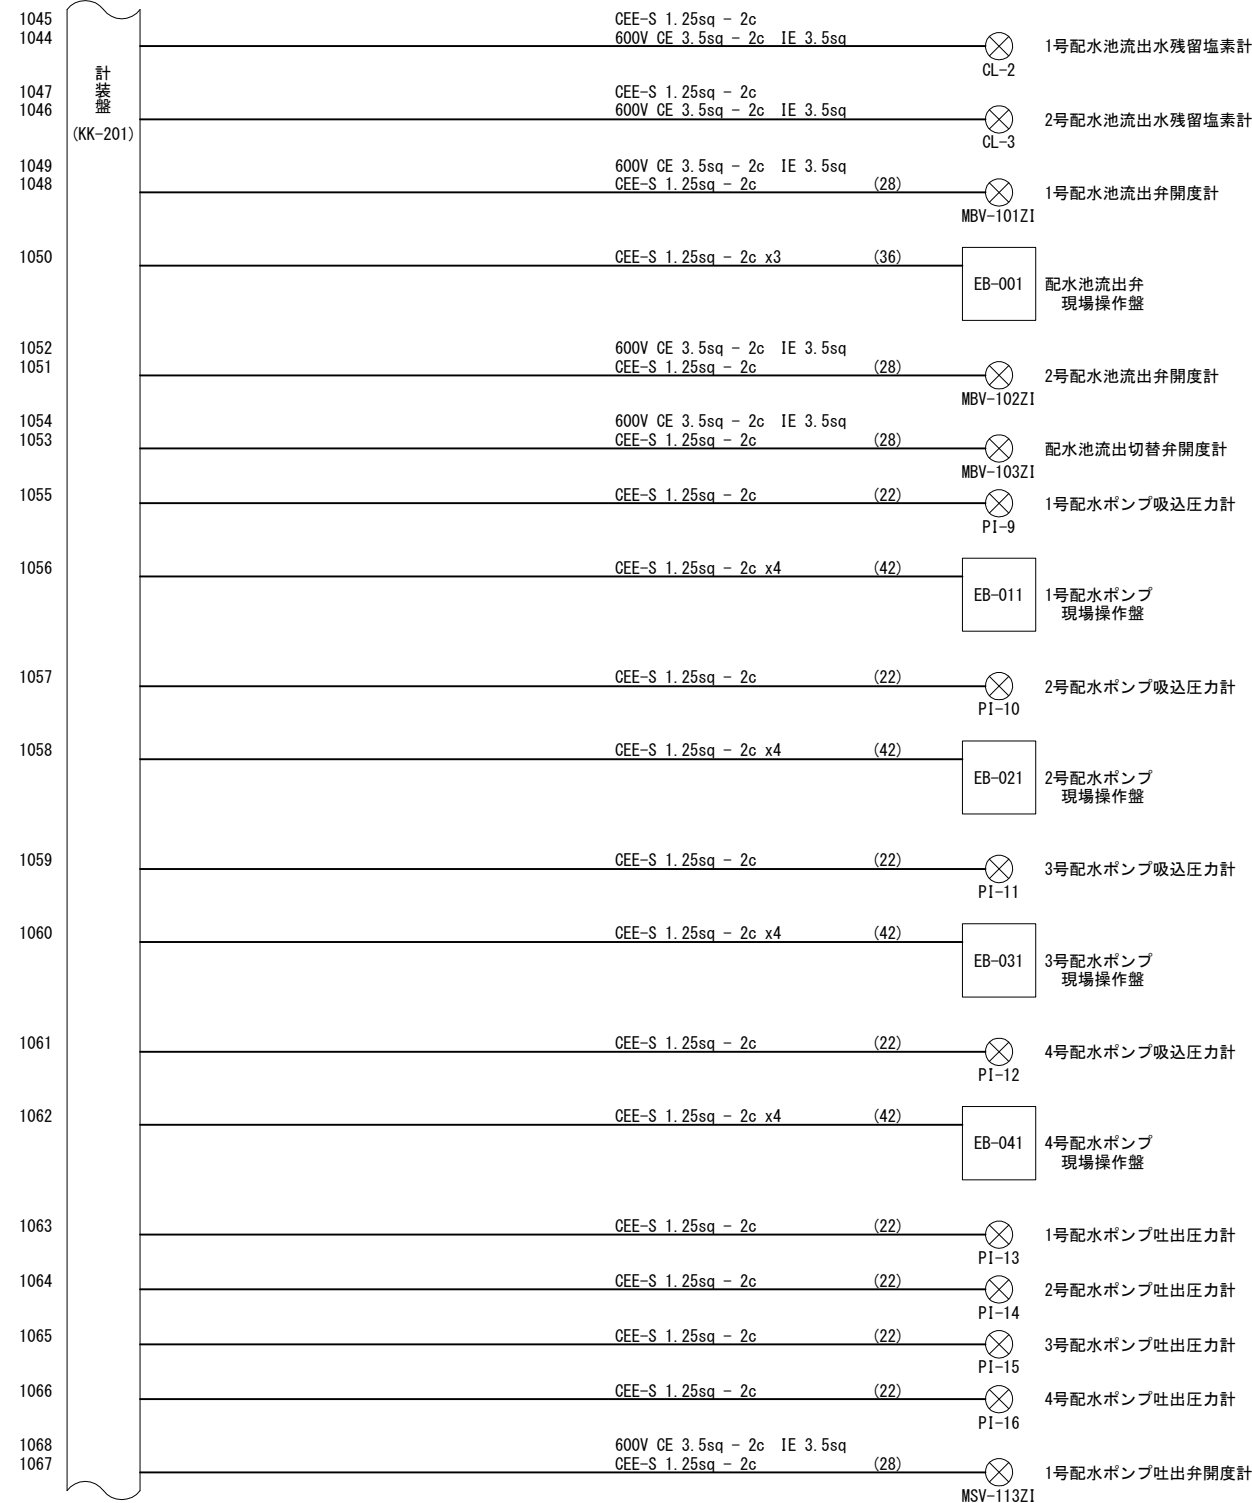 1045 CEE-S 1.25sq - 2c
1044 600V CE 3.5sq - 2c IE 3.5sq 1号配水池流出水残留塩素計
CL-2
計装盤
(KK-201)
1047 CEE-S 1.25sq - 2c
1046 600V CE 3.5sq - 2c IE 3.5sq 2号配水池流出水残留塩素計
CL-3
1049 600V CE 3.5sq - 2c IE 3.5sq
1048 CEE-S 1.25sq - 2c (28) 1号配水池流出弁開度計
MBV-101ZI
1050 CEE-S 1.25sq - 2c x3 (36)
EB-001 配水池流出弁
現場操作盤
1052 600V CE 3.5sq - 2c IE 3.5sq
1051 CEE-S 1.25sq - 2c (28) 2号配水池流出弁開度計
MBV-102ZI
1054 600V CE 3.5sq - 2c IE 3.5sq
1053 CEE-S 1.25sq - 2c (28) 配水池流出切替弁開度計
MBV-103ZI
1055 CEE-S 1.25sq - 2c (22) 1号配水ポンプ吸込圧力計
PI-9
1056 CEE-S 1.25sq - 2c x4 (42)
EB-011 1号配水ポンプ
現場操作盤
1057 CEE-S 1.25sq - 2c (22) 2号配水ポンプ吸込圧力計
PI-10
1058 CEE-S 1.25sq - 2c x4 (42)
EB-021 2号配水ポンプ
現場操作盤
1059 CEE-S 1.25sq - 2c (22) 3号配水ポンプ吸込圧力計
PI-11
1060 CEE-S 1.25sq - 2c x4 (42)
EB-031 3号配水ポンプ
現場操作盤
1061 CEE-S 1.25sq - 2c (22) 4号配水ポンプ吸込圧力計
PI-12
1062 CEE-S 1.25sq - 2c x4 (42)
EB-041 4号配水ポンプ
現場操作盤
1063 CEE-S 1.25sq - 2c (22) 1号配水ポンプ吐出圧力計
PI-13
1064 CEE-S 1.25sq - 2c (22) 2号配水ポンプ吐出圧力計
PI-14
1065 CEE-S 1.25sq - 2c (22) 3号配水ポンプ吐出圧力計
PI-15
1066 CEE-S 1.25sq - 2c (22) 4号配水ポンプ吐出圧力計
PI-16
1068 600V CE 3.5sq - 2c IE 3.5sq
1067 CEE-S 1.25sq - 2c (28) 1号配水ポンプ吐出弁開度計
MSV-113ZI